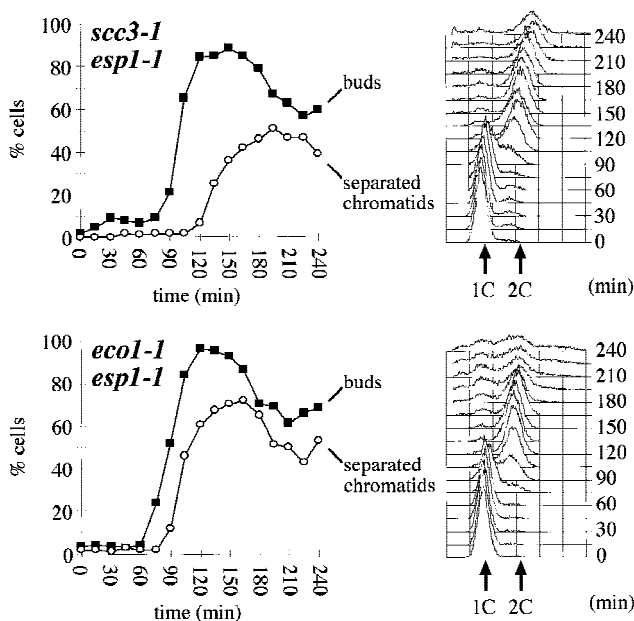 scc3-1
esp1-1
100
80
60
40
20
0
% cells
buds
separated
chromatids
0 30 60 90 120 150 180 210 240
time (min)
240
210
180
150
120
90
60
30
0
1C 2C (min)
eco1-1
esp1-1
100
80
60
40
20
0
% cells
buds
separated
chromatids
0 30 60 90 120 150 180 210 240
time (min)
240
210
180
150
120
90
60
30
0
1C 2C (min)